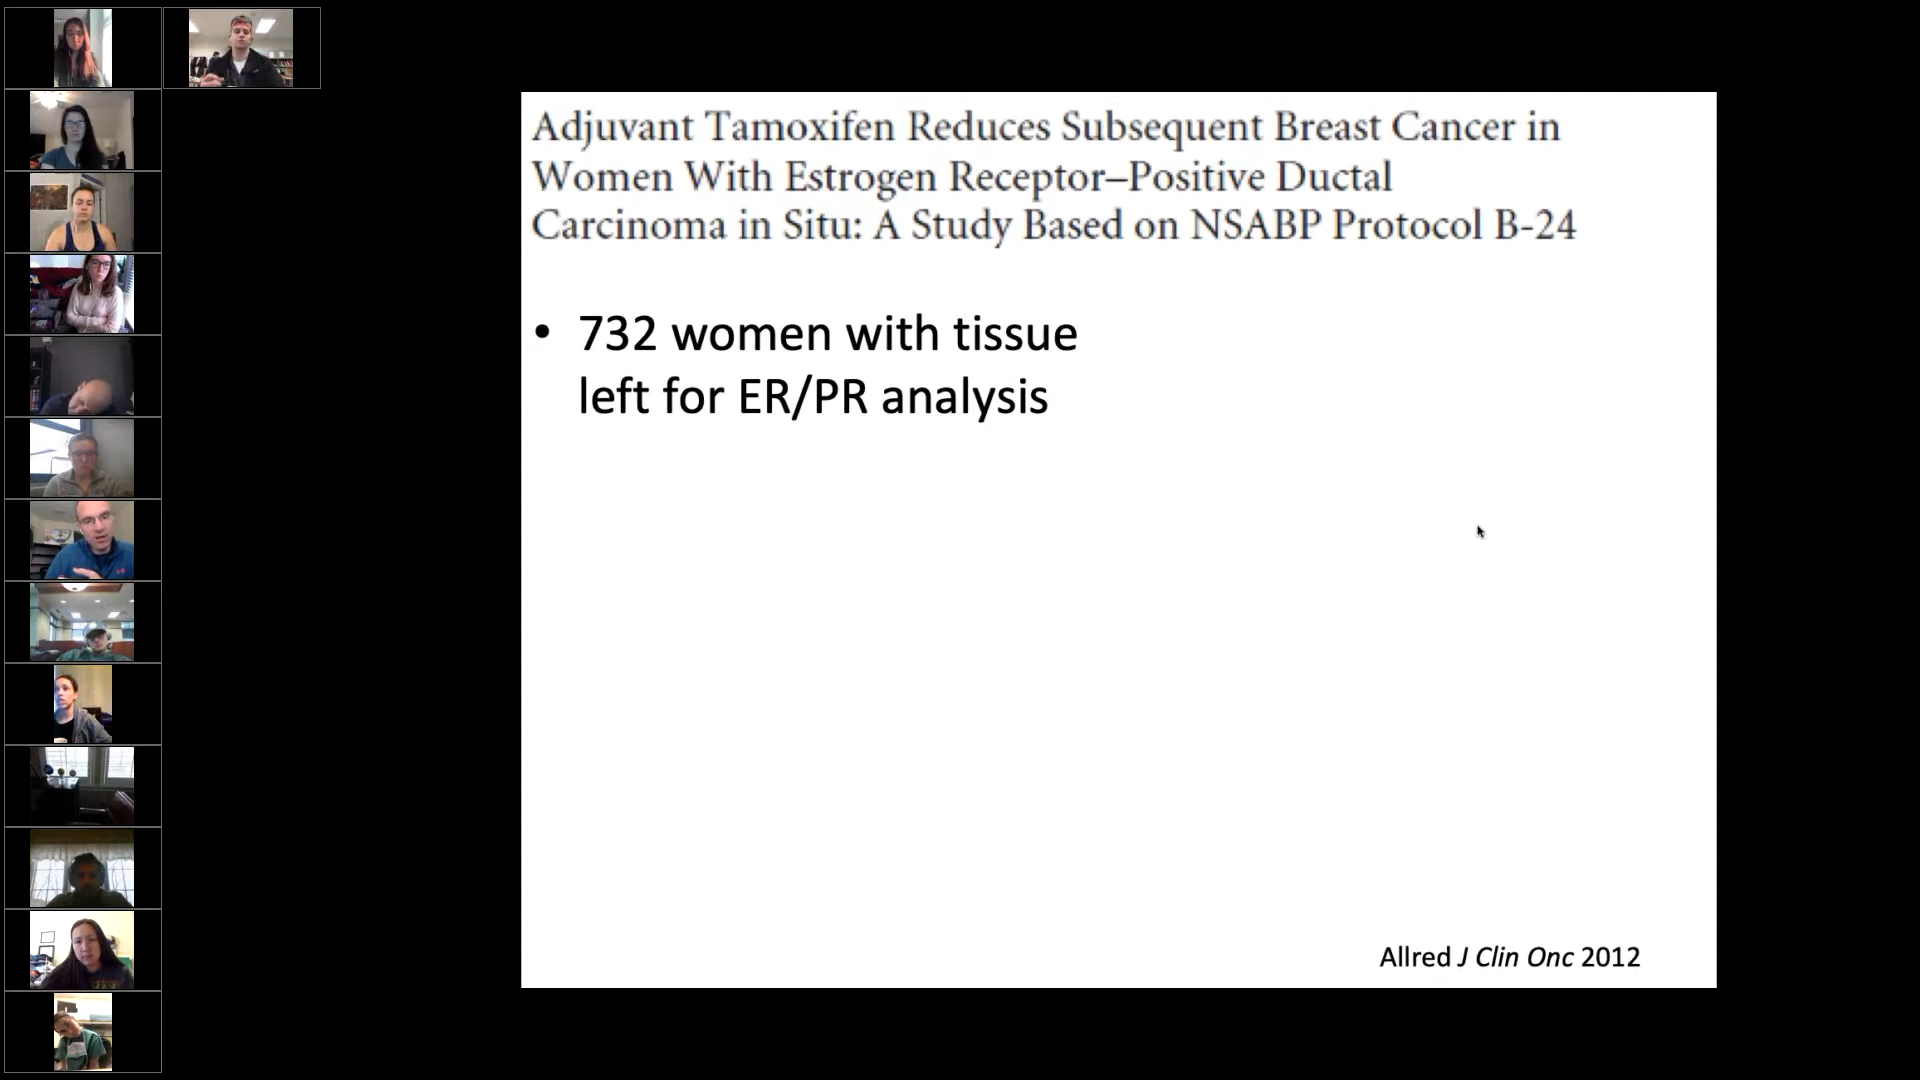 Adjuvant Tamoxifen Reduces Subsequent Breast Cancer in
Women With Estrogen Receptor–Positive Ductal
Carcinoma in Situ: A Study Based on NSABP Protocol B-24
• 732 women with tissue
left for ER/PR analysis
Allred J Clin Onc 2012